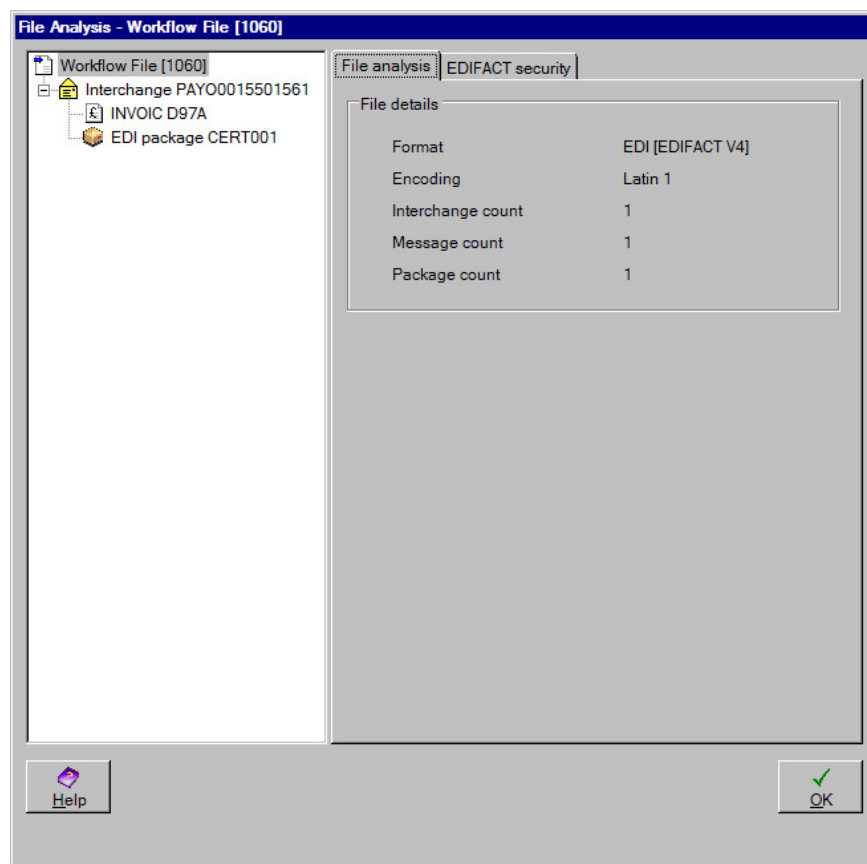 File Analysis - Workflow File [1060]
Workflow File [1060]
Interchange PAYO0015501561
INVOIC D97A
EDI package CERT001
File analysis
EDIFACT security
File details
Format EDI [EDIFACT V4]
Encoding Latin 1
Interchange count 1
Message count 1
Package count 1
Help
OK